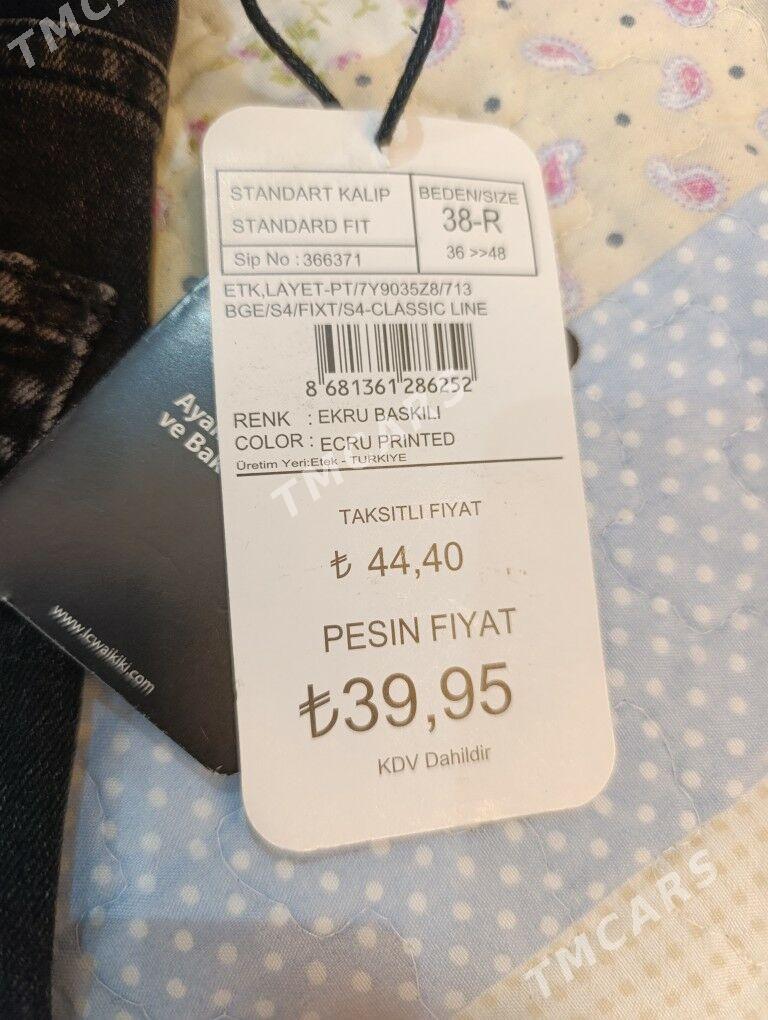 TMCARS
STANDART KALIP
STANDARD FIT
BEDEN/SIZE
38-R
36 >>48
Sip No : 366371
ETK,LAYET-PT/7Y9035Z8/713
BGE/S4/FIXT/S4-CLASSIC LINE
8 681361 286252
RENK : EKRU BASKILI
COLOR : ECRU PRINTED
Üretim Yeri:Etek - TURKIYE
TMCARS
TAKSITLI FIYAT
₺ 44,40
PESIN FIYAT
₺39,95
KDV Dahildir
ve
www.lcwaikiki.com
TMCARS